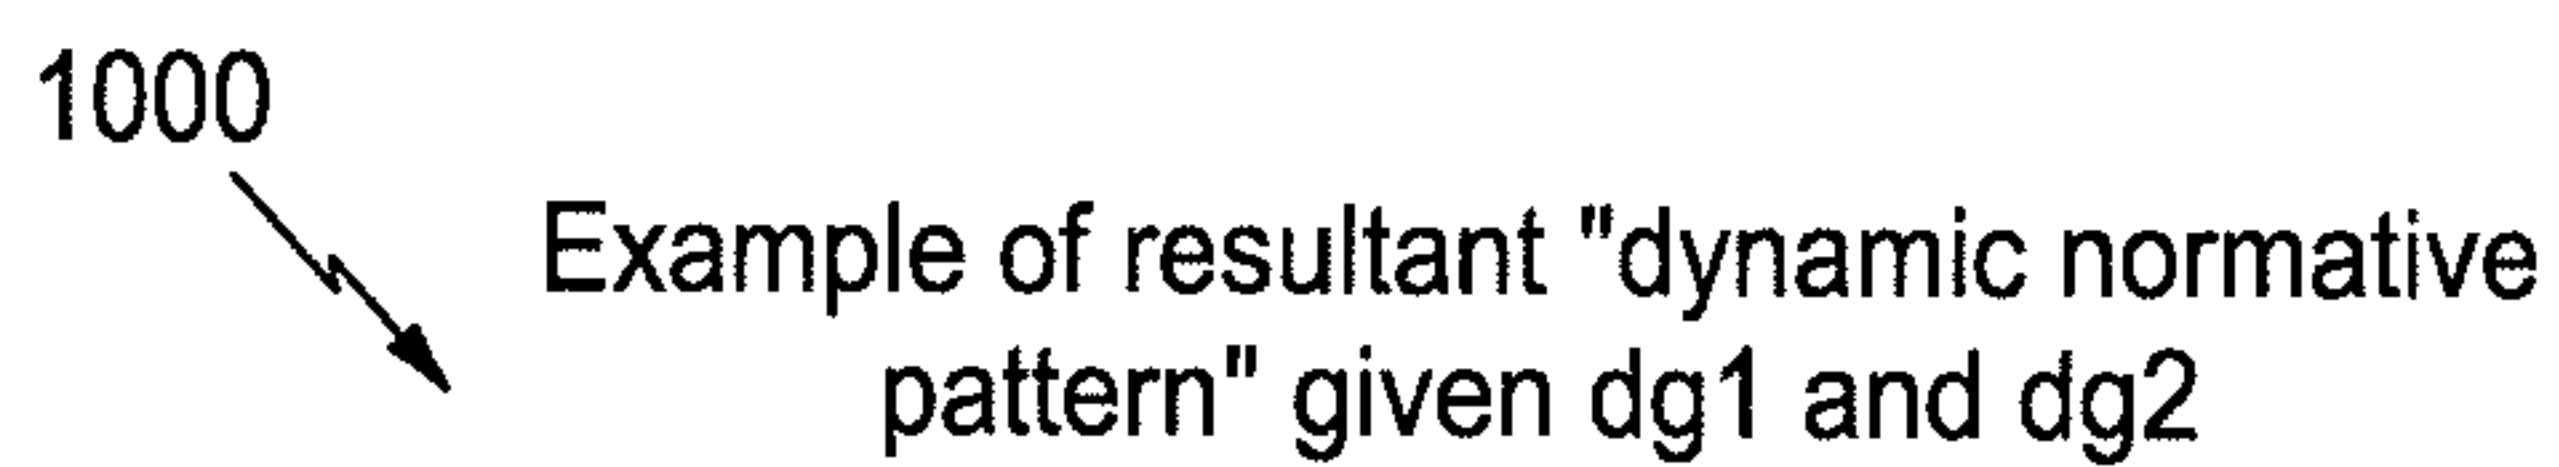 1000
Example of resultant "dynamic normative
pattern" given dg1 and dg2